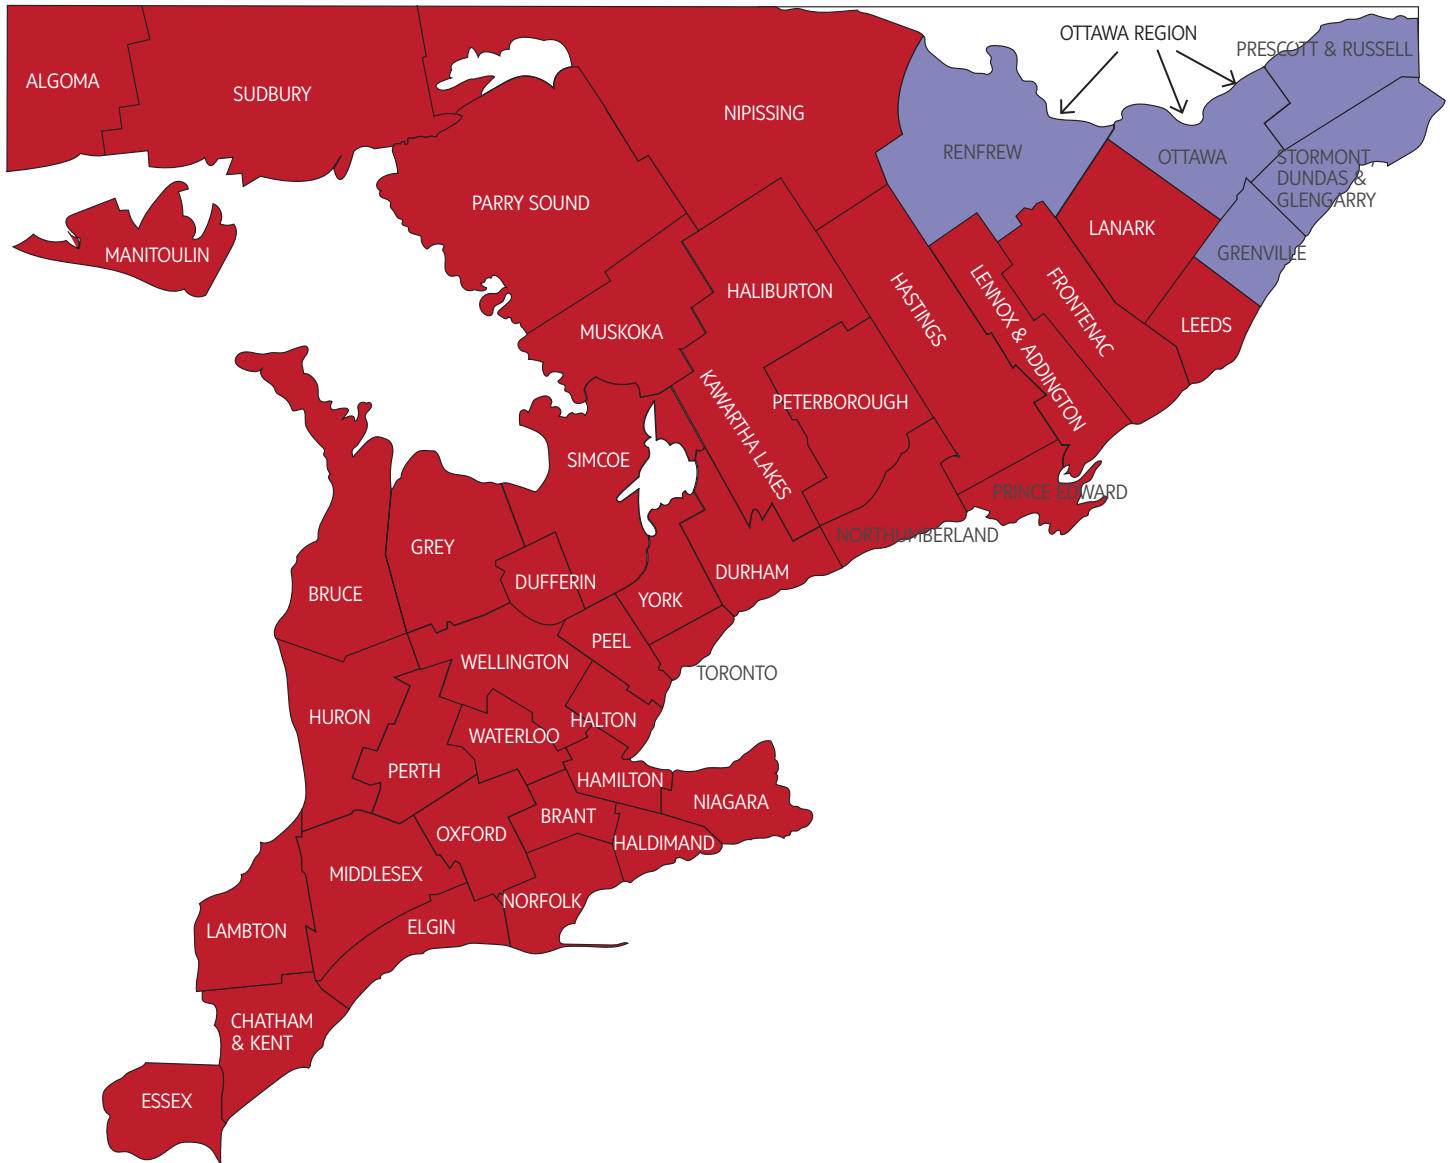 OTTAWA REGION
PRESCOTT & RUSSELL
ALGOMA
SUDBURY
NIPISSING
RENFREW
OTTAWA
STORMONT,
DUNDAS &
GLENGARRY
PARRY SOUND
LANARK
MANITOULIN
GRENVILLE
HALIBURTON
HASTINGS
LENNOX & ADDINGTON
FRONTENAC
LEEDS
MUSKOKA
KAWARTHA LAKES
PETERBOROUGH
SIMCOE
PRINCE EDWARD
NORTHUMBERLAND
GREY
DUFFERIN
DURHAM
BRUCE
YORK
PEEL
WELLINGTON
TORONTO
HURON
HALTON
WATERLOO
PERTH
HAMILTON
NIAGARA
BRANT
OXFORD
HALDIMAND
MIDDLESEX
NORFOLK
ELGIN
LAMBTON
CHATHAM
& KENT
ESSEX